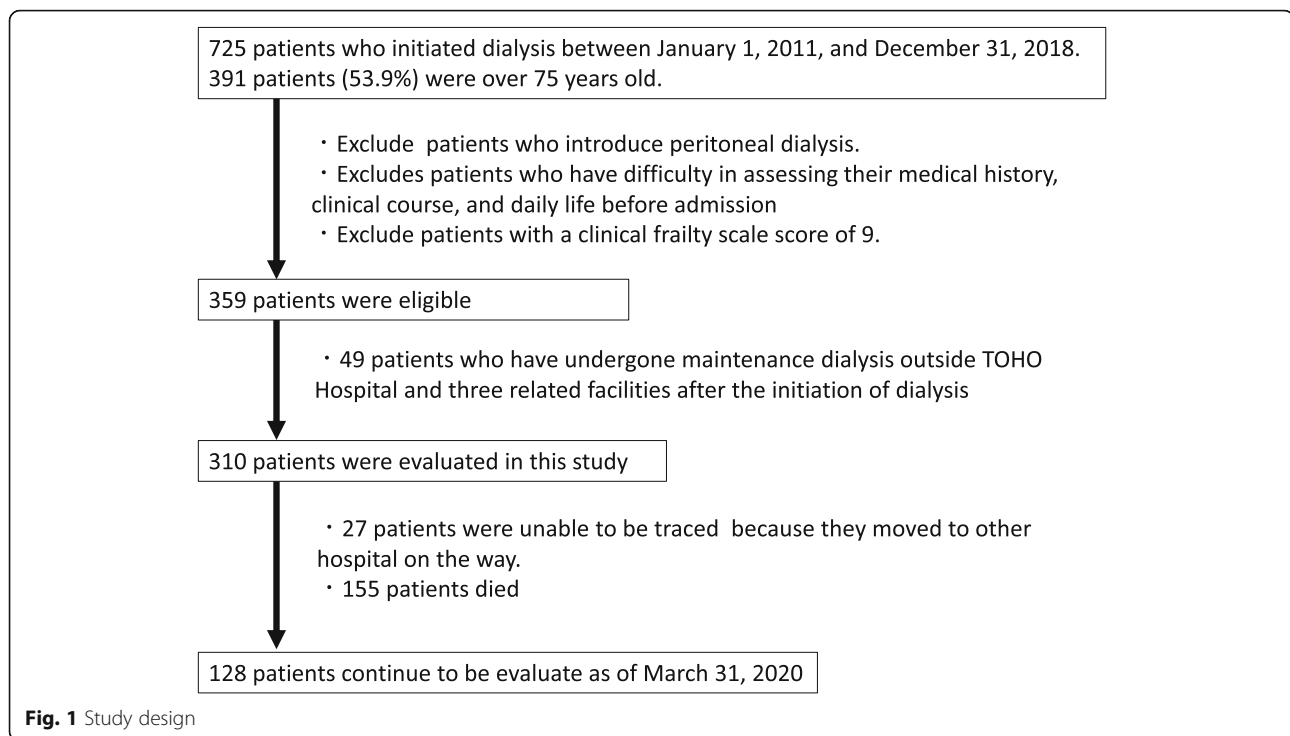 725 patients who initiated dialysis between January 1, 2011, and December 31, 2018.
391 patients (53.9%) were over 75 years old.
・Exclude patients who introduce peritoneal dialysis.
・Excludes patients who have difficulty in assessing their medical history,
clinical course, and daily life before admission
・Exclude patients with a clinical frailty scale score of 9.
359 patients were eligible
・49 patients who have undergone maintenance dialysis outside TOHO
Hospital and three related facilities after the initiation of dialysis
310 patients were evaluated in this study
・27 patients were unable to be traced because they moved to other
hospital on the way.
・155 patients died
128 patients continue to be evaluate as of March 31, 2020
Fig. 1 Study design